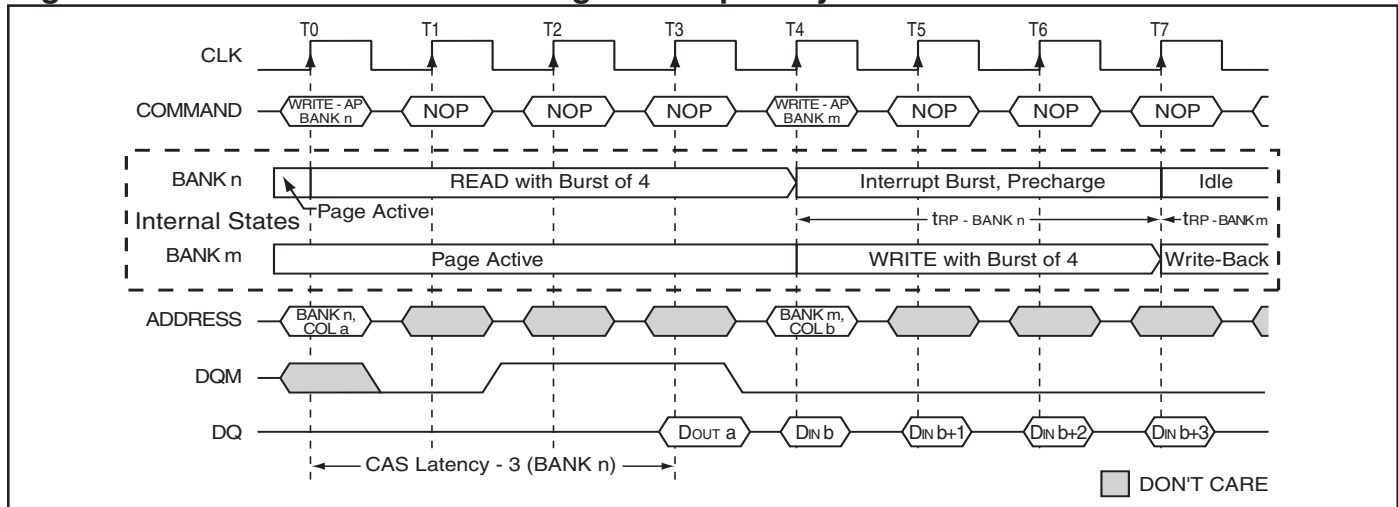 T0 T1 T2 T3 T4 T5 T6 T7
CLK
COMMAND WRITE - AP BANK n NOP NOP NOP WRITE - AP BANK m NOP NOP NOP
BANK n READ with Burst of 4 Interrupt Burst, Precharge Idle
Internal States Page Active tRP - BANK n tRP - BANK m
BANK m Page Active WRITE with Burst of 4 Write-Back
ADDRESS BANK n, COL a BANK m, COL b
DQM
DQ DOUT a DIN b DIN b+1 DIN b+2 DIN b+3
CAS Latency - 3 (BANK n)
DON'T CARE